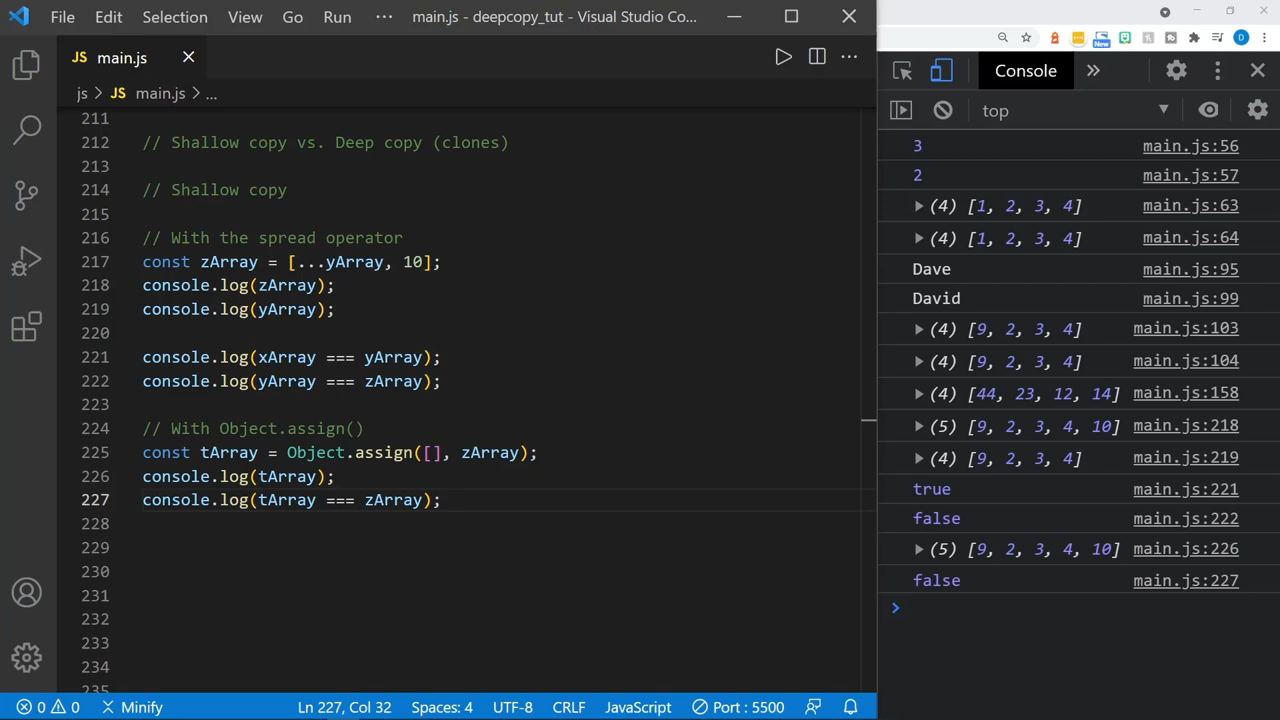 File Edit Selection View Go Run ··· main.js - deepcopy_tut - Visual Studio Co...
JS main.js
js > JS main.js > ...
211
212 // Shallow copy vs. Deep copy (clones)
213
214 // Shallow copy
215
216 // With the spread operator
217 const zArray = [...yArray, 10];
218 console.log(zArray);
219 console.log(yArray);
220
221 console.log(xArray === yArray);
222 console.log(yArray === zArray);
223
224 // With Object.assign()
225 const tArray = Object.assign([], zArray);
226 console.log(tArray);
227 console.log(tArray === zArray);
228
229
230
231
232
233
234
235
0 0 Minify Ln 227, Col 32 Spaces: 4 UTF-8 CRLF JavaScript Port : 5500
New D
Console
top
3 main.js:56
2 main.js:57
(4) [1, 2, 3, 4] main.js:63
(4) [1, 2, 3, 4] main.js:64
Dave main.js:95
David main.js:99
(4) [9, 2, 3, 4] main.js:103
(4) [9, 2, 3, 4] main.js:104
(4) [44, 23, 12, 14] main.js:158
(5) [9, 2, 3, 4, 10] main.js:218
(4) [9, 2, 3, 4] main.js:219
true main.js:221
false main.js:222
(5) [9, 2, 3, 4, 10] main.js:226
false main.js:227